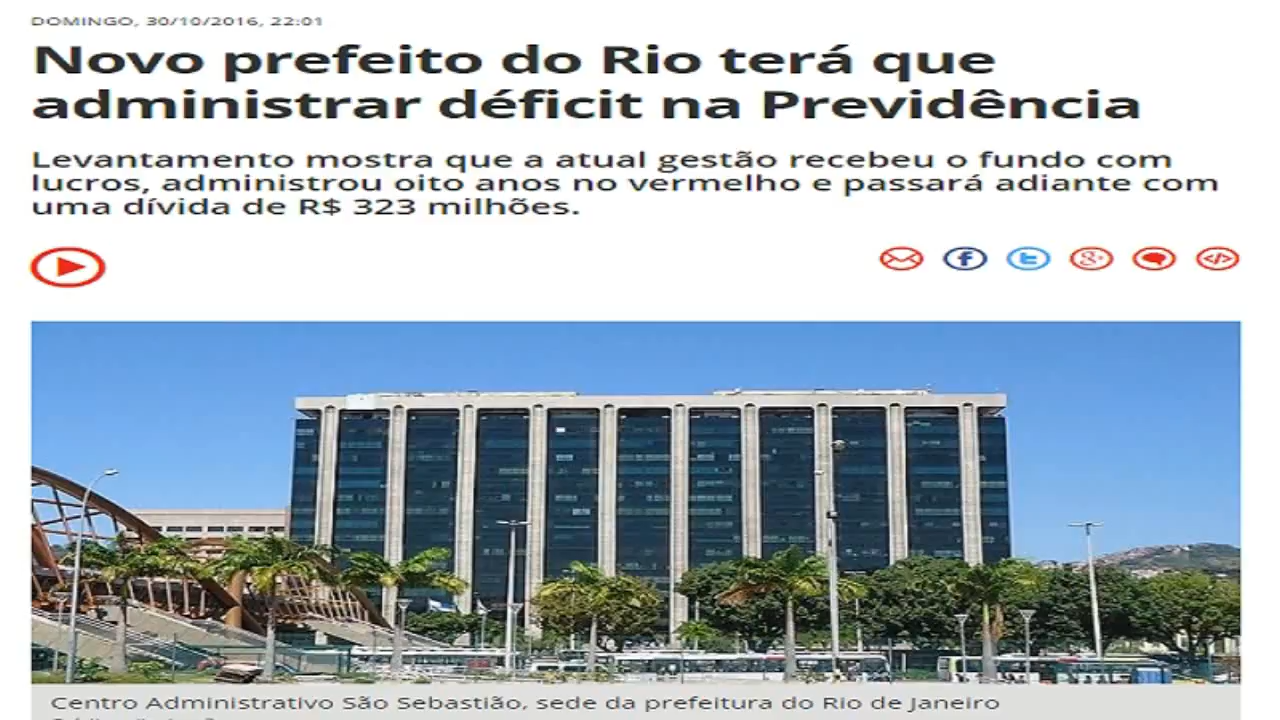 DOMINGO, 30/10/2016, 22:01
Novo prefeito do Rio terá que
administrar déficit na Previdência
Levantamento mostra que a atual gestão recebeu o fundo com
lucros, administrou oito anos no vermelho e passará adiante com
uma dívida de R$ 323 milhões.
Centro Administrativo São Sebastião, sede da prefeitura do Rio de Janeiro